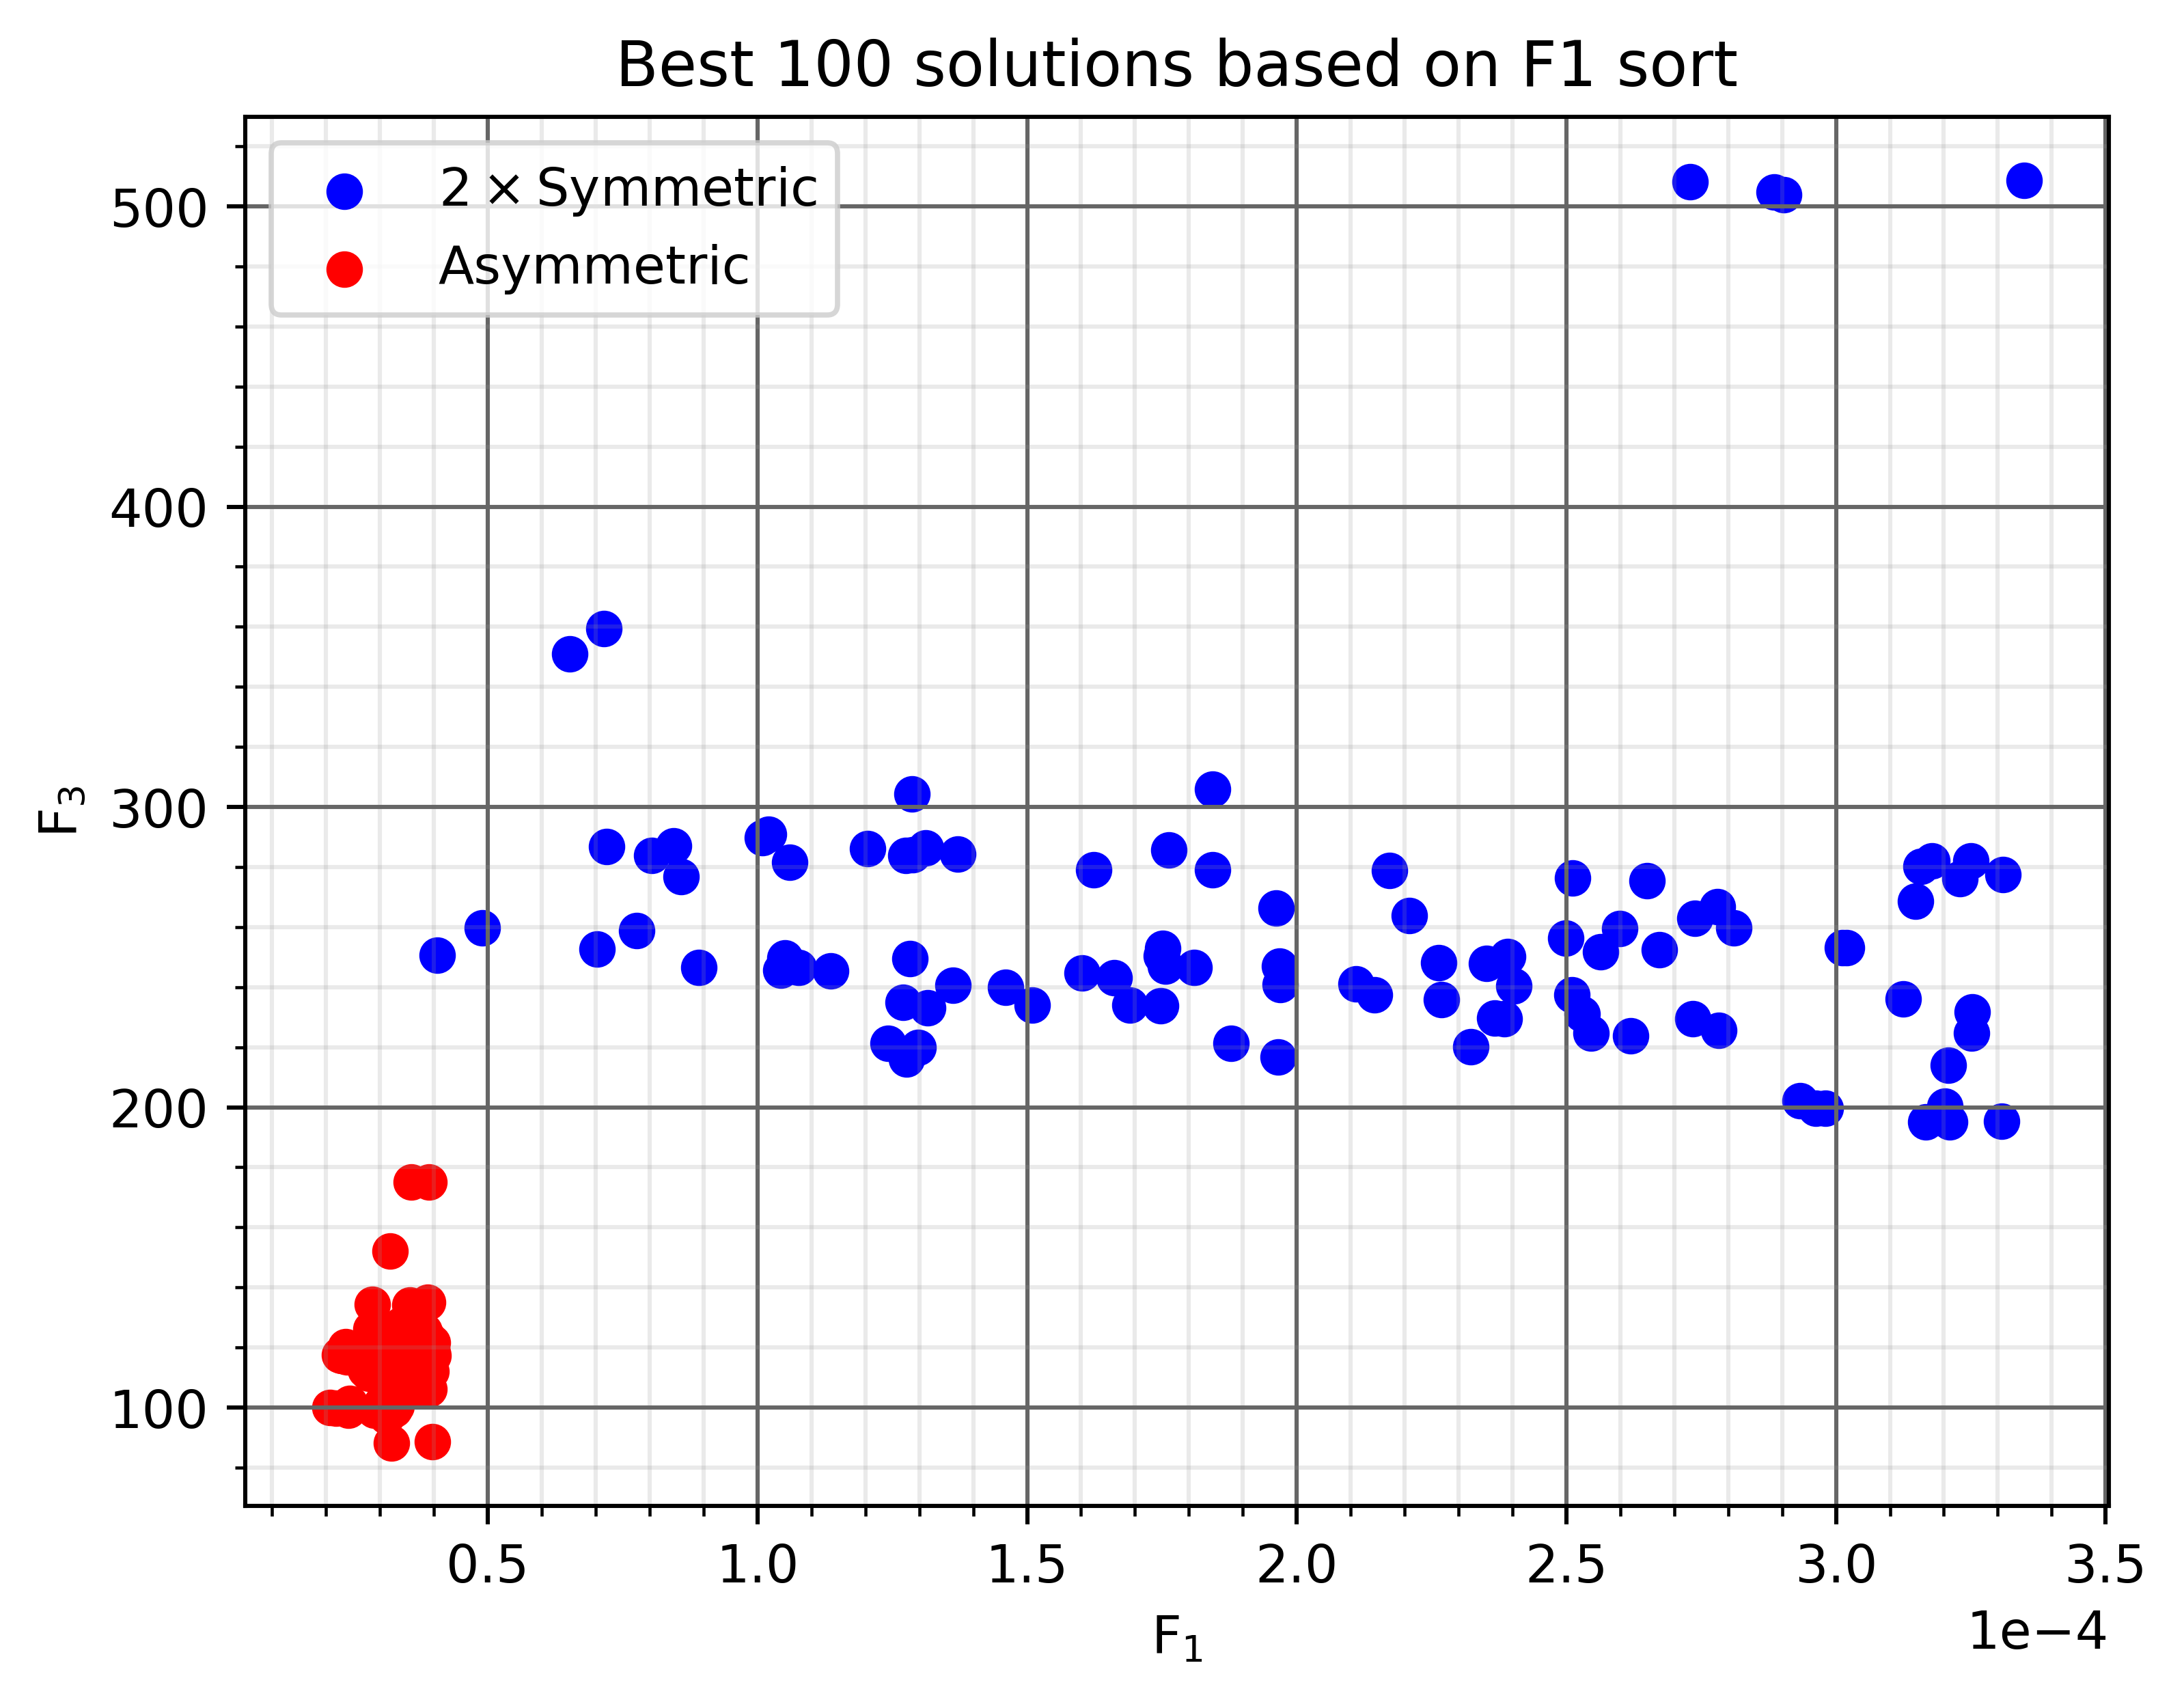 Best 100 solutions based on F1 sort
2 × Symmetric
Asymmetric
500
400
300
200
100
F₃
0.5 1.0 1.5 2.0 2.5 3.0 3.5
1e−4
F₁